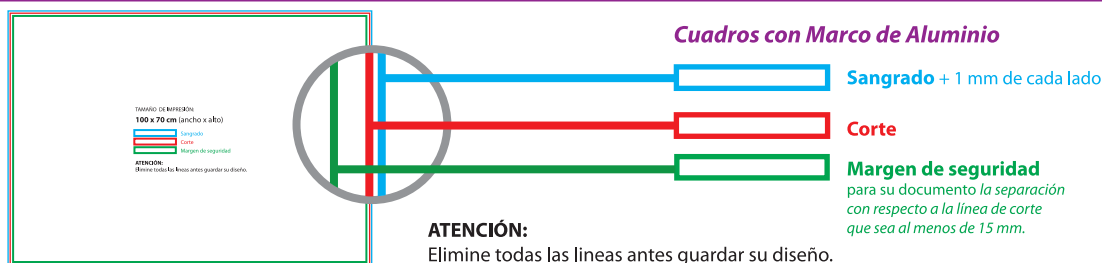 TAMAÑO DE IMPRESIÓN:
100 x 70 cm (ancho x alto)
Sangrado
Corte
Margen de seguridad
ATENCIÓN:
Elimine todas las lineas antes guardar su diseño.
Cuadros con Marco de Aluminio
Sangrado + 1 mm de cada lado
Corte
Margen de seguridad
para su documento la separación
con respecto a la línea de corte
que sea al menos de 15 mm.
ATENCIÓN:
Elimine todas las lineas antes guardar su diseño.